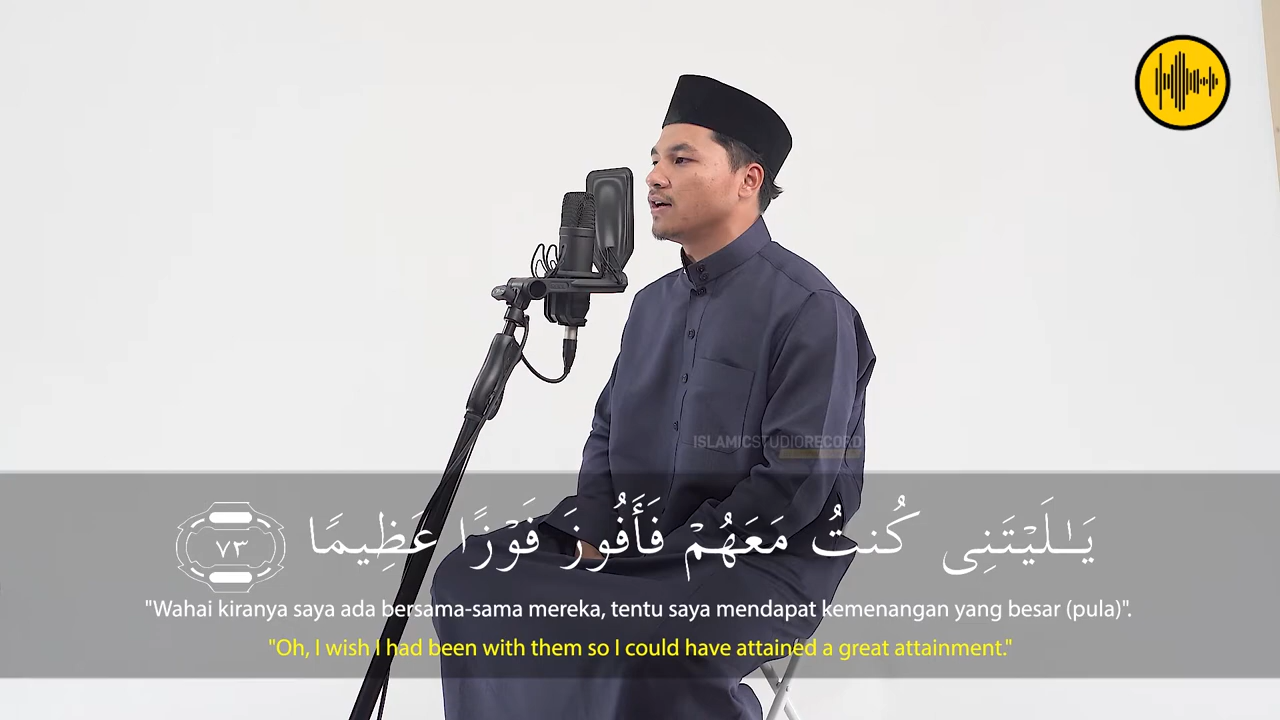 ISLAMICSTUDIORECORD
يَـٰلَيْتَنِى كُنتُ مَعَهُمْ فَأَفُوزَ فَوْزًا عَظِيمًا ٧٣
"Wahai kiranya saya ada bersama-sama mereka, tentu saya mendapat kemenangan yang besar (pula)".
"Oh, I wish I had been with them so I could have attained a great attainment."